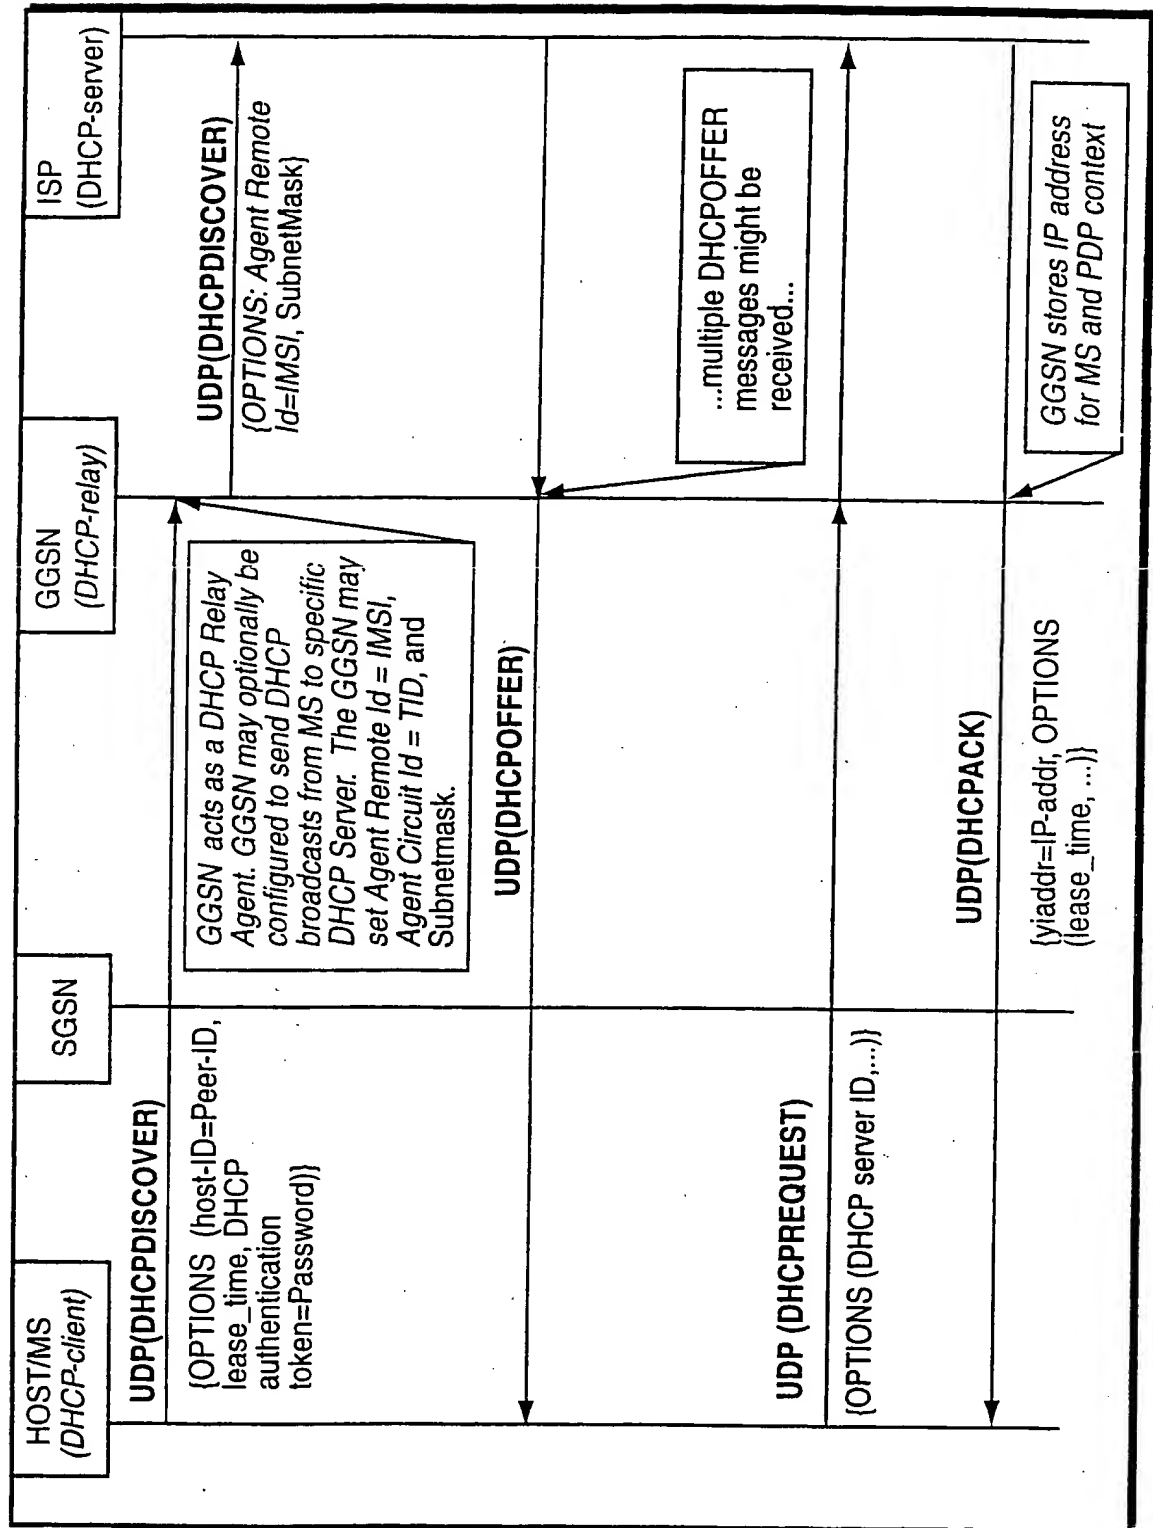 HOST/MS
(DHCP-client)
SGSN
GGSN
(DHCP-relay)
ISP
(DHCP-server)
UDP(DHCPDISCOVER)
{OPTIONS (host-ID=Peer-ID,
lease_time, DHCP
authentication
token=Password)}
GGSN acts as a DHCP Relay
Agent. GGSN may optionally be
configured to send DHCP
broadcasts from MS to specific
DHCP Server. The GGSN may
set Agent Remote Id = IMSI,
Agent Circuit Id = TID, and
Subnetmask.
UDP(DHCPDISCOVER)
{OPTIONS: Agent Remote
Id=IMSI, SubnetMask}
UDP(DHCPOFFER)
...multiple DHCPOFFER
messages might be
received...
UDP (DHCPREQUEST)
{OPTIONS (DHCP server ID,...)}
UDP(DHCPACK)
{yiaddr=IP-addr, OPTIONS
(lease_time, ...)}
GGSN stores IP address
for MS and PDP context